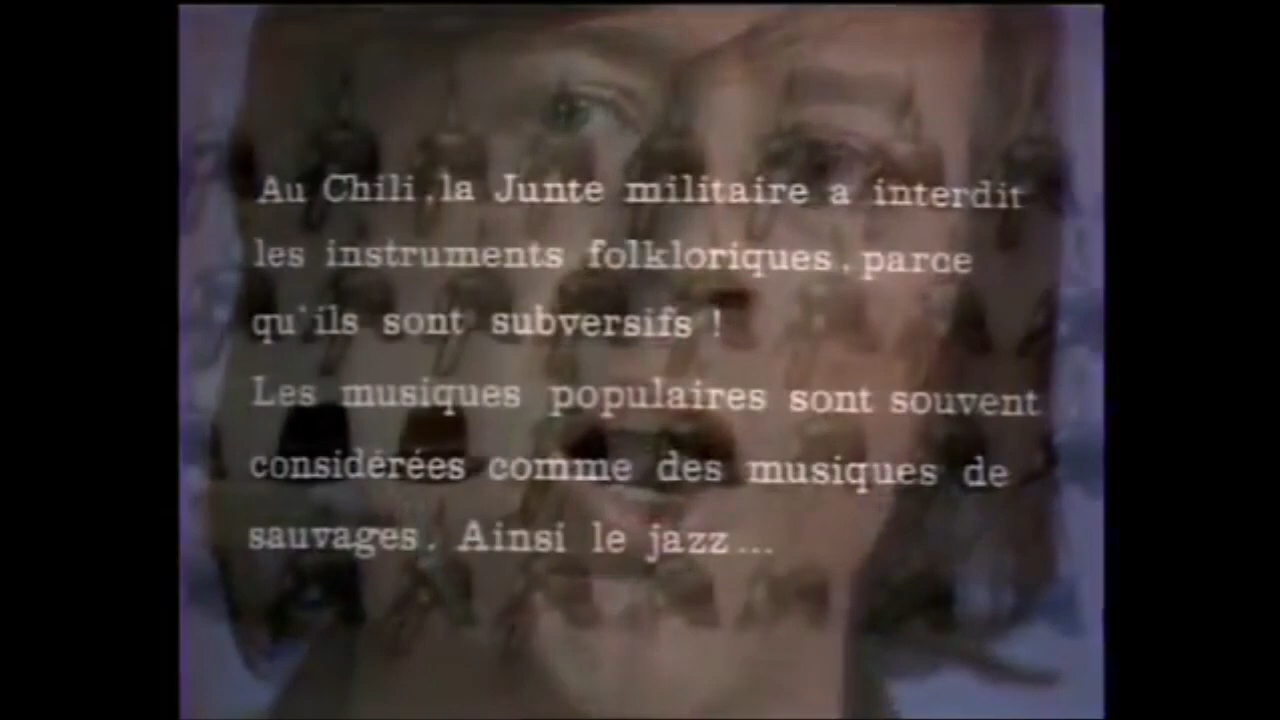 Au Chili, la Junte militaire a interdit
les instruments folkloriques, parce
qu'ils sont subversifs !
Les musiques populaires sont souvent
considérées comme des musiques de
sauvages. Ainsi le jazz...